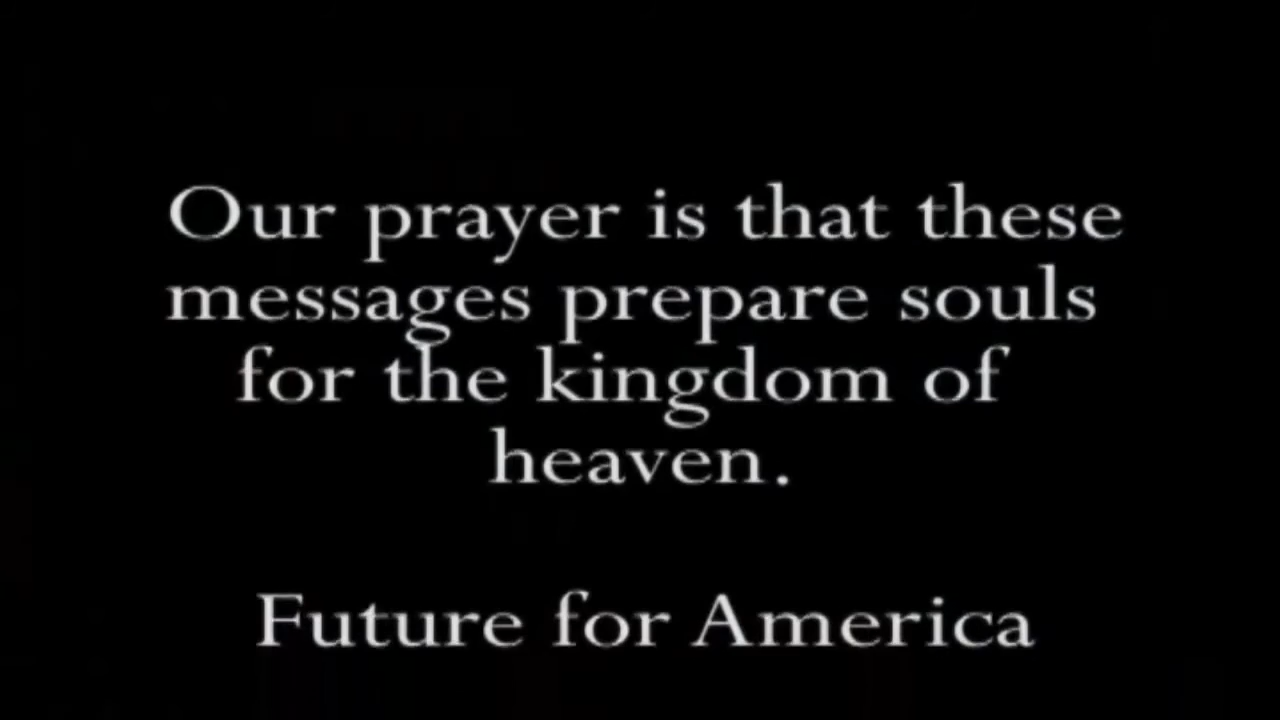 Our prayer is that these
messages prepare souls
for the kingdom of
heaven.
Future for America